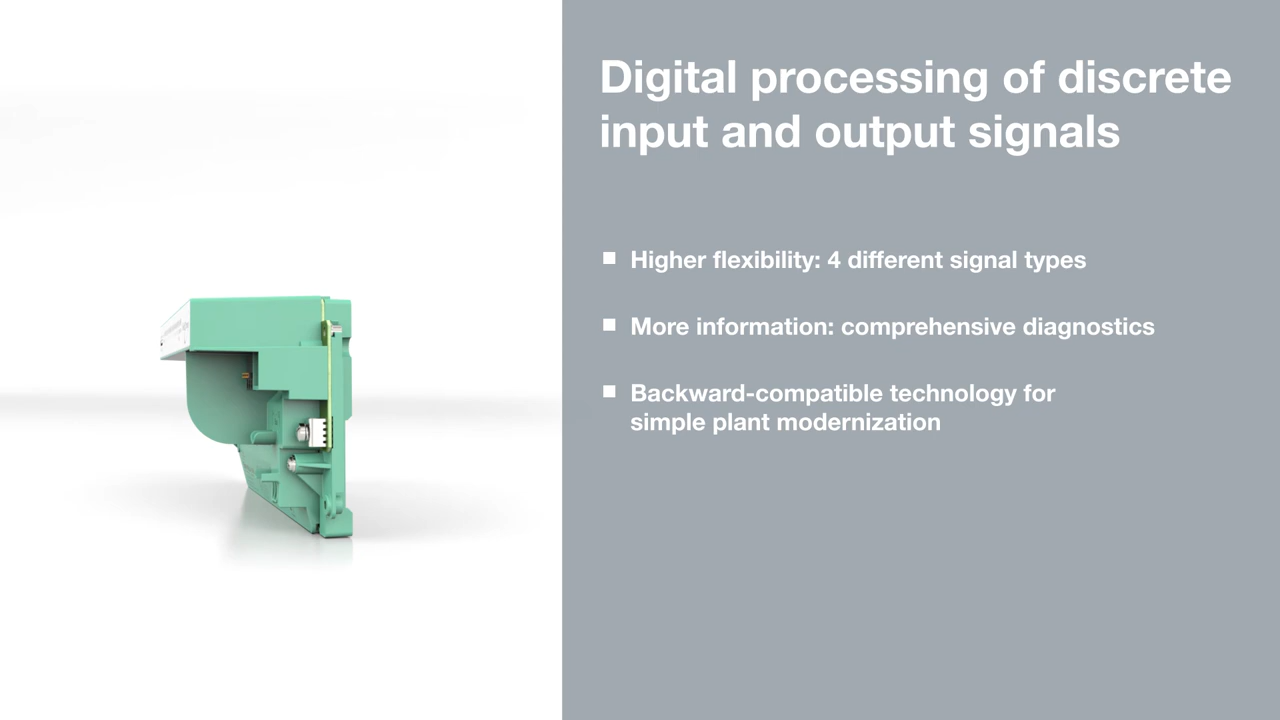 Digital processing of discrete
input and output signals
Higher flexibility: 4 different signal types
More information: comprehensive diagnostics
Backward-compatible technology for
simple plant modernization